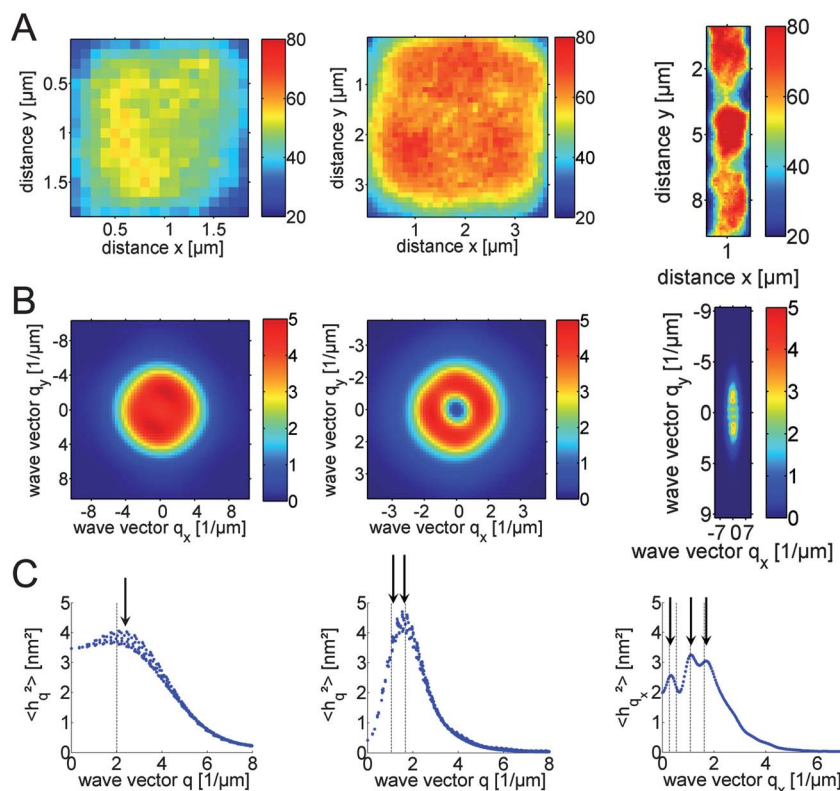 A
distance y [µm]
0.5
1
1.5
0.5 1 1.5
distance x [µm]
80
60
40
20
distance y [µm]
1
2
3
1 2 3
distance x [µm]
80
60
40
20
distance y [µm]
2
5
8
1
distance x [µm]
80
60
40
20
B
wave vector q_y [1/µm]
-8
-4
0
4
8
-8 -4 0 4 8
wave vector q_x [1/µm]
5
4
3
2
1
0
wave vector q_y [1/µm]
-3
-2
0
2
3
-3 -2 0 2 3
wave vector q_x [1/µm]
5
4
3
2
1
0
wave vector q_y [1/µm]
-9
-5
0
5
9
-7 0 7
wave vector q_x [1/µm]
5
4
3
2
1
0
C
<h_q²> [nm²]
5
4
3
2
1
0
0 2 4 6 8
wave vector q [1/µm]
<h_q²> [nm²]
5
4
3
2
1
0
0 2 4 6 8
wave vector q [1/µm]
<h_q_x²> [nm²]
5
4
3
2
1
0
0 2 4 6
wave vector q_x [1/µm]